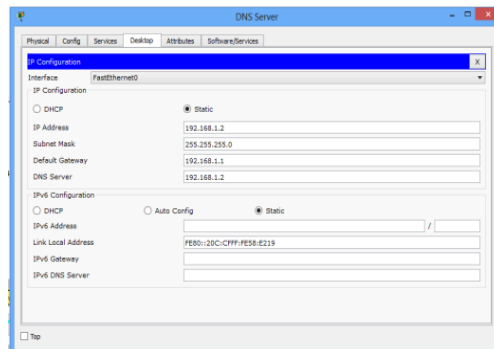 DNS Server
Physical Config Services Desktop Attributes Software/Services
IP Configuration X
Interface FastEthernet0
IP Configuration
DHCP Static
IP Address 192.168.1.2
Subnet Mask 255.255.255.0
Default Gateway 192.168.1.1
DNS Server 192.168.1.2
IPv6 Configuration
DHCP Auto Config Static
IPv6 Address /
Link Local Address FE80::20C:CFFF:FE58:E219
IPv6 Gateway
IPv6 DNS Server
Top